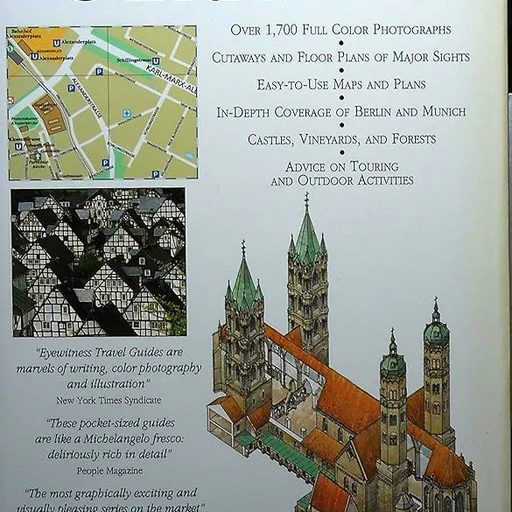 OVER 1,700 FULL COLOR PHOTOGRAPHS
•
CUTAWAYS AND FLOOR PLANS OF MAJOR SIGHTS
•
EASY-TO-USE MAPS AND PLANS
•
IN-DEPTH COVERAGE OF BERLIN AND MUNICH
•
CASTLES, VINEYARDS, AND FORESTS
•
ADVICE ON TOURING
AND OUTDOOR ACTIVITIES
Bahnhof
Alexanderplatz
U Alexanderplatz
U Alexanderplatz
Schillingstrasse U
KARL-MARX-AL
ALEXANDERSTRASSE
P
P
P
P
"Eyewitness Travel Guides are
marvels of writing, color photography
and illustration"
New York Times Syndicate
"These pocket-sized guides
are like a Michelangelo fresco:
deliriously rich in detail"
People Magazine
"The most graphically exciting and
visually pleasing series on the market"